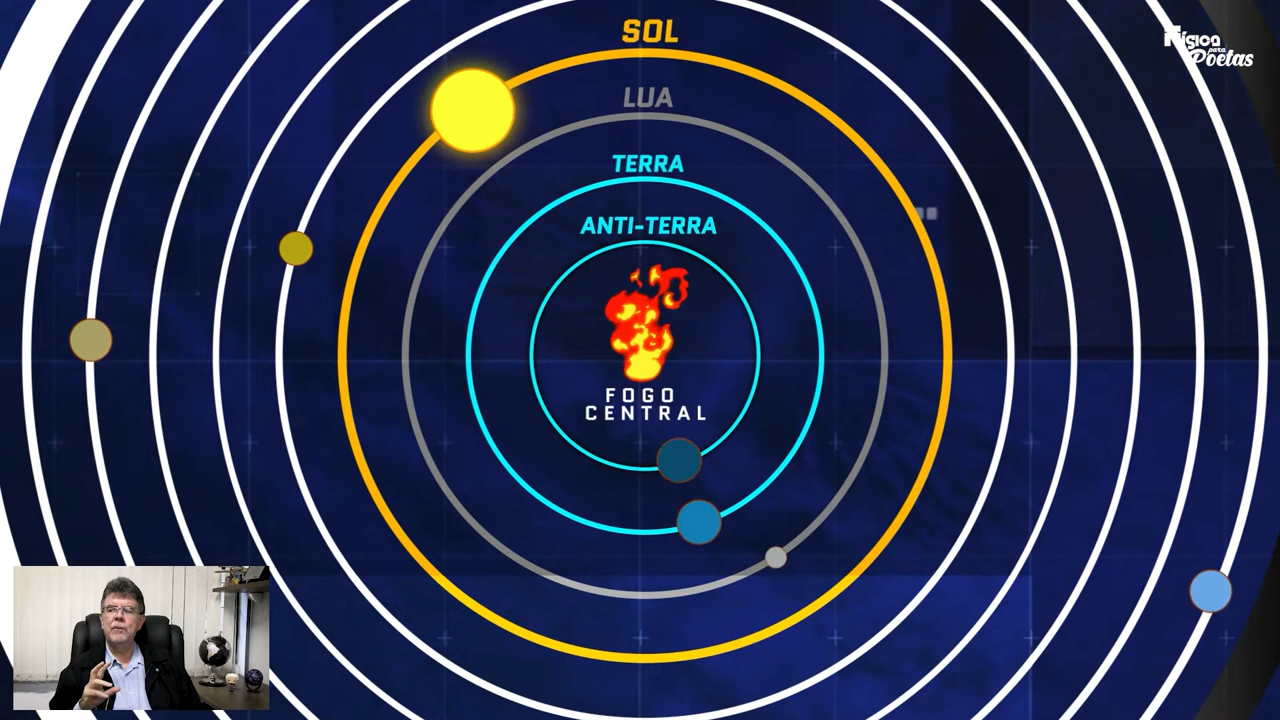 SOL
Física
para
Poetas
LUA
TERRA
ANTI-TERRA
FOGO
CENTRAL